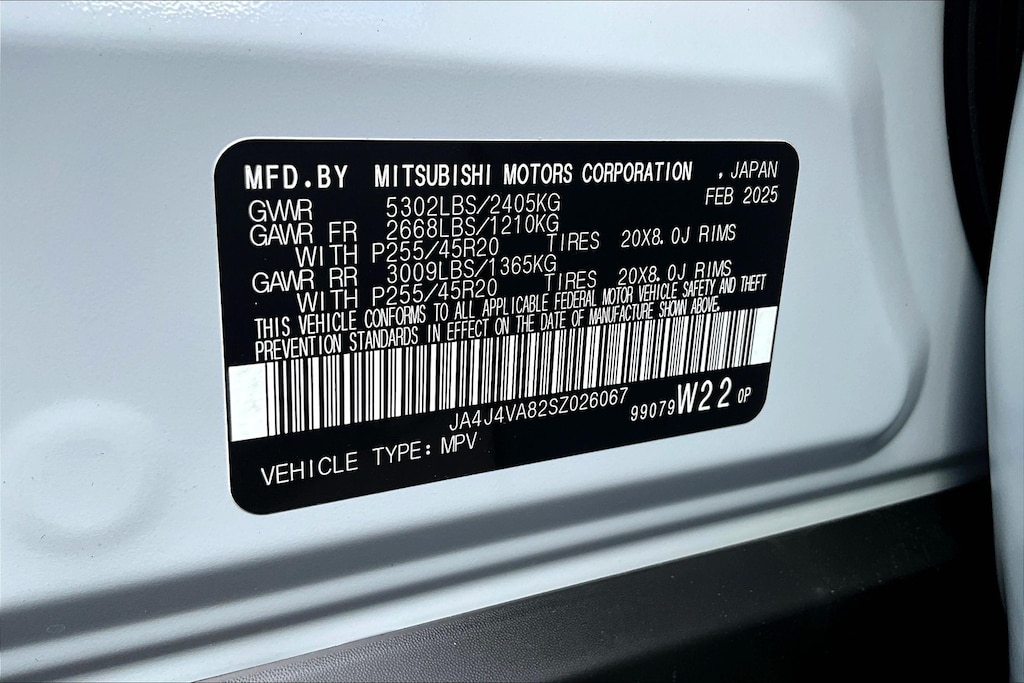 MFD.BY MITSUBISHI MOTORS CORPORATION , JAPAN
FEB 2025
GVWR 5302LBS/2405KG
GAWR FR 2668LBS/1210KG
WITH P255/45R20 TIRES 20X8.0J RIMS
GAWR RR 3009LBS/1365KG
WITH P255/45R20 TIRES 20X8.0J RIMS
THIS VEHICLE CONFORMS TO ALL APPLICABLE FEDERAL MOTOR VEHICLE SAFETY AND THEFT
PREVENTION STANDARDS IN EFFECT ON THE DATE OF MANUFACTURE SHOWN ABOVE.
JA4J4VA82SZ026067 99079 W22 0P
VEHICLE TYPE: MPV